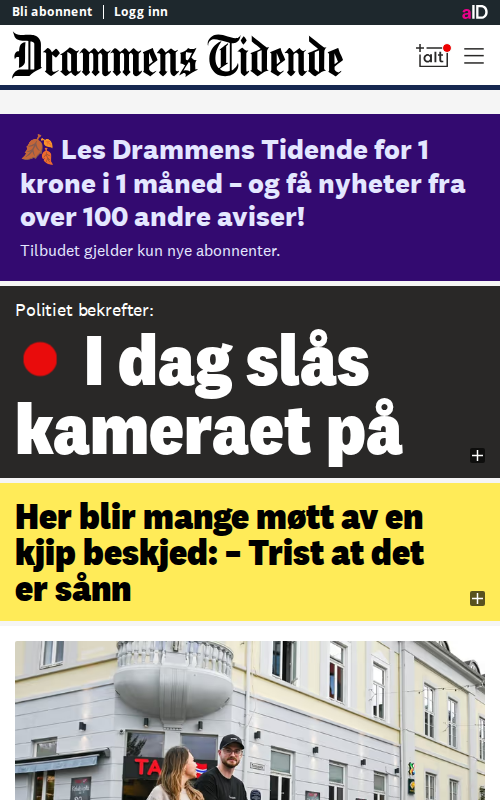 Bli abonnent
Logg inn
aID
Drammens Tidende
+alt
🍂 Les Drammens Tidende for 1
krone i 1 måned – og få nyheter fra
over 100 andre aviser!
Tilbudet gjelder kun nye abonnenter.
Politiet bekrefter:
I dag slås
kameraet på
Her blir mange møtt av en
kjip beskjed: – Trist at det
er sånn
TA